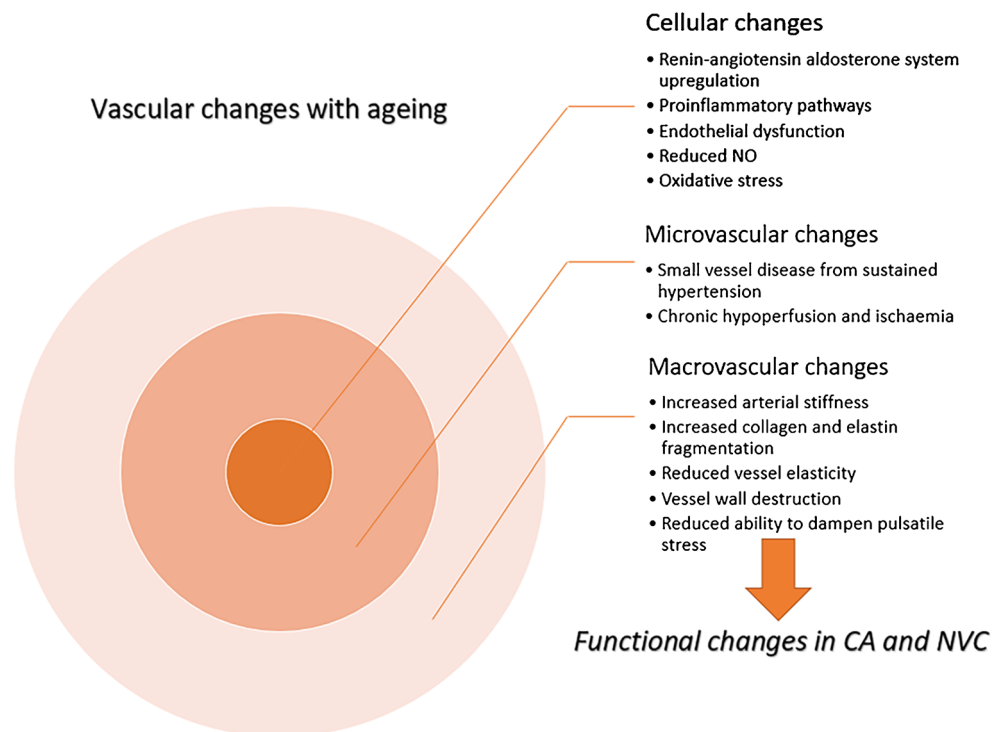 Vascular changes with ageing
Cellular changes
• Renin-angiotensin aldosterone system
upregulation
• Proinflammatory pathways
• Endothelial dysfunction
• Reduced NO
• Oxidative stress
Microvascular changes
• Small vessel disease from sustained
hypertension
• Chronic hypoperfusion and ischaemia
Macrovascular changes
• Increased arterial stiffness
• Increased collagen and elastin
fragmentation
• Reduced vessel elasticity
• Vessel wall destruction
• Reduced ability to dampen pulsatile
stress
Functional changes in CA and NVC